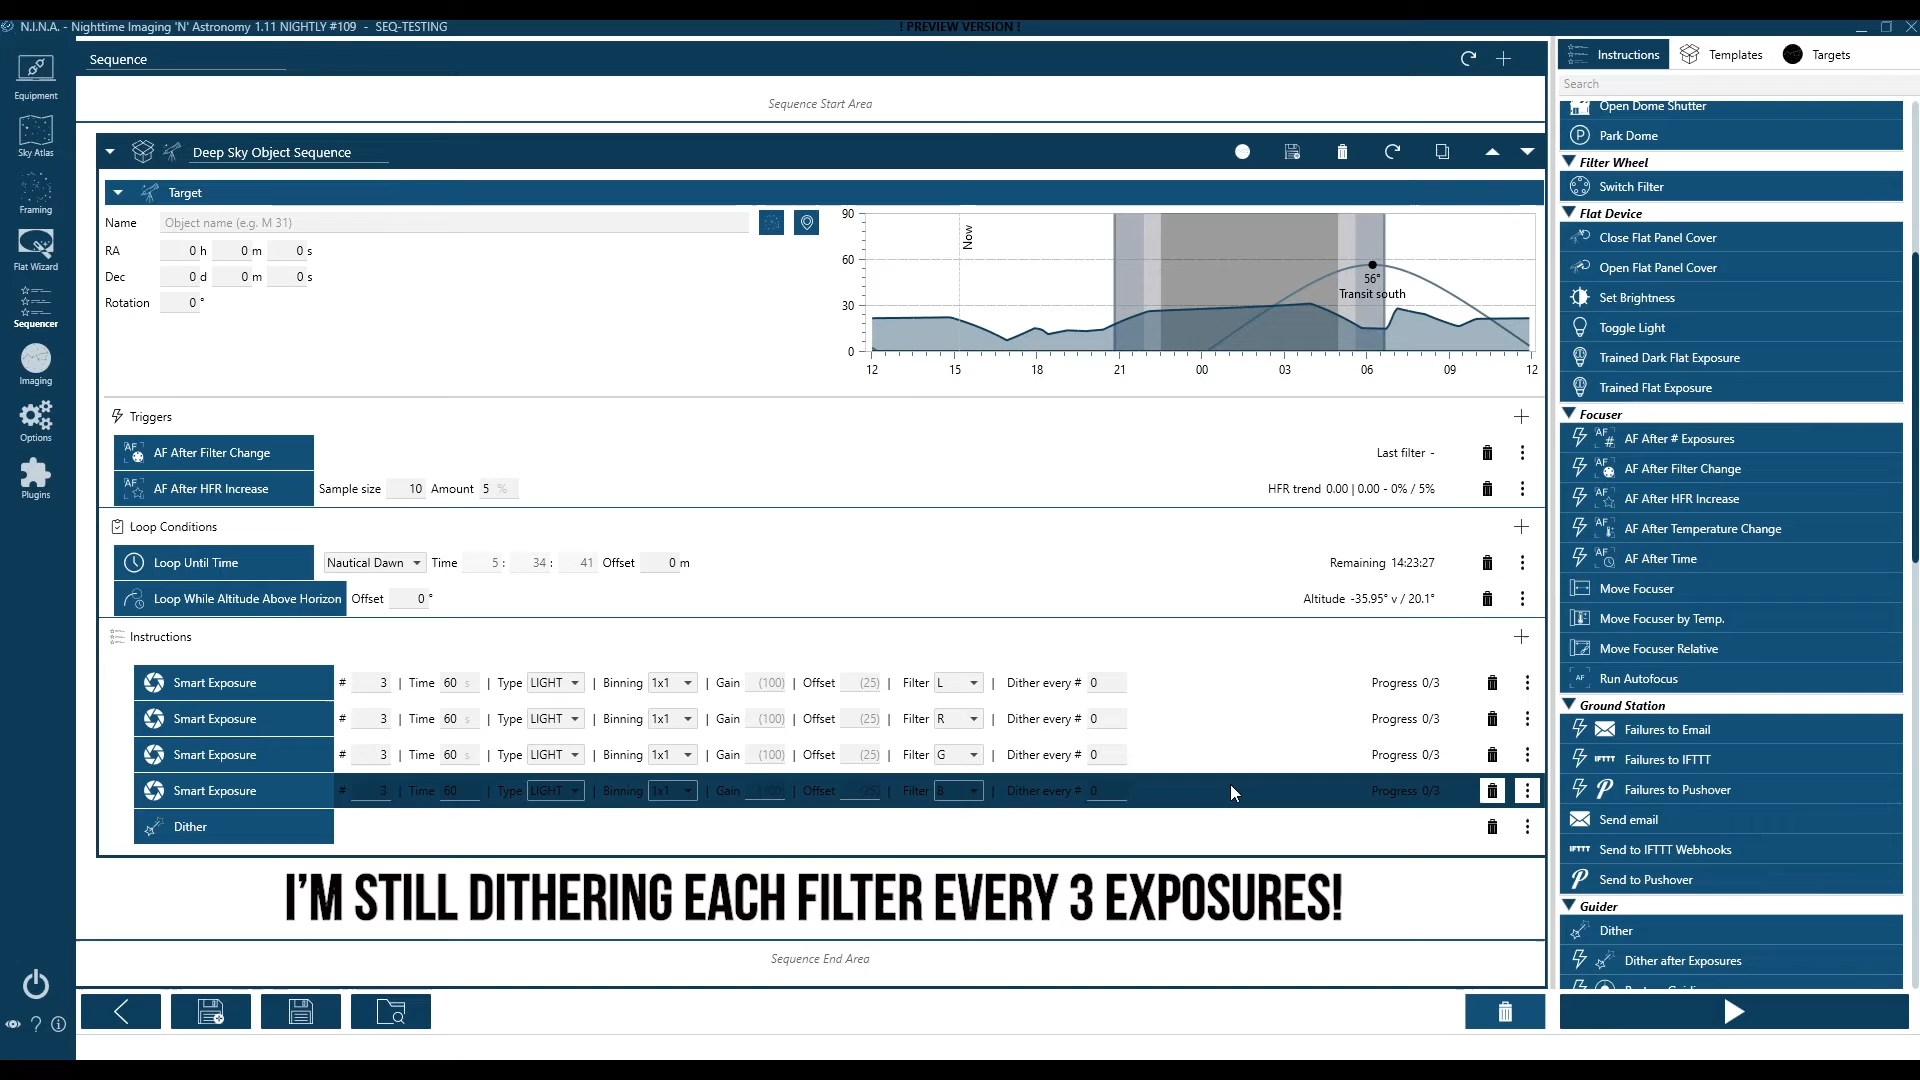 N.I.N.A. - Nighttime Imaging 'N' Astronomy 1.11 NIGHTLY #109 - SEQ-TESTING
! PREVIEW VERSION !
Equipment
Sky Atlas
Framing
Flat Wizard
Sequencer
Imaging
Options
Plugins
Sequence
Sequence Start Area
Deep Sky Object Sequence
Target
Name Object name (e.g. M 31)
RA 0 h 0 m 0 s
Dec 0 d 0 m 0 s
Rotation 0 °
90
60
30
0
Now
56°
Transit south
12 15 18 21 00 03 06 09 12
Triggers
AF After Filter Change Last filter -
AF After HFR Increase Sample size 10 Amount 5 % HFR trend 0.00 | 0.00 - 0% / 5%
Loop Conditions
Loop Until Time Nautical Dawn Time 5 : 34 : 41 Offset 0 m Remaining 14:23:27
Loop While Altitude Above Horizon Offset 0 ° Altitude -35.95° v / 20.1°
Instructions
Smart Exposure # 3 | Time 60 s | Type LIGHT | Binning 1x1 | Gain (100) | Offset (25) | Filter L | Dither every # 0 Progress 0/3
Smart Exposure # 3 | Time 60 s | Type LIGHT | Binning 1x1 | Gain (100) | Offset (25) | Filter R | Dither every # 0 Progress 0/3
Smart Exposure # 3 | Time 60 s | Type LIGHT | Binning 1x1 | Gain (100) | Offset (25) | Filter G | Dither every # 0 Progress 0/3
Smart Exposure # 3 | Time 60 | Type LIGHT | Binning 1x1 | Gain (100) | Offset (25) | Filter B | Dither every # 0 Progress 0/3
Dither
I'M STILL DITHERING EACH FILTER EVERY 3 EXPOSURES!
Sequence End Area
Instructions Templates Targets
Search
Open Dome Shutter
Park Dome
Filter Wheel
Switch Filter
Flat Device
Close Flat Panel Cover
Open Flat Panel Cover
Set Brightness
Toggle Light
Trained Dark Flat Exposure
Trained Flat Exposure
Focuser
AF # AF After # Exposures
AF AF After Filter Change
AF AF After HFR Increase
AF AF After Temperature Change
AF AF After Time
Move Focuser
Move Focuser by Temp.
Move Focuser Relative
AF Run Autofocus
Ground Station
Failures to Email
IFTTT Failures to IFTTT
Failures to Pushover
Send email
IFTTT Send to IFTTT Webhooks
Send to Pushover
Guider
Dither
Dither after Exposures